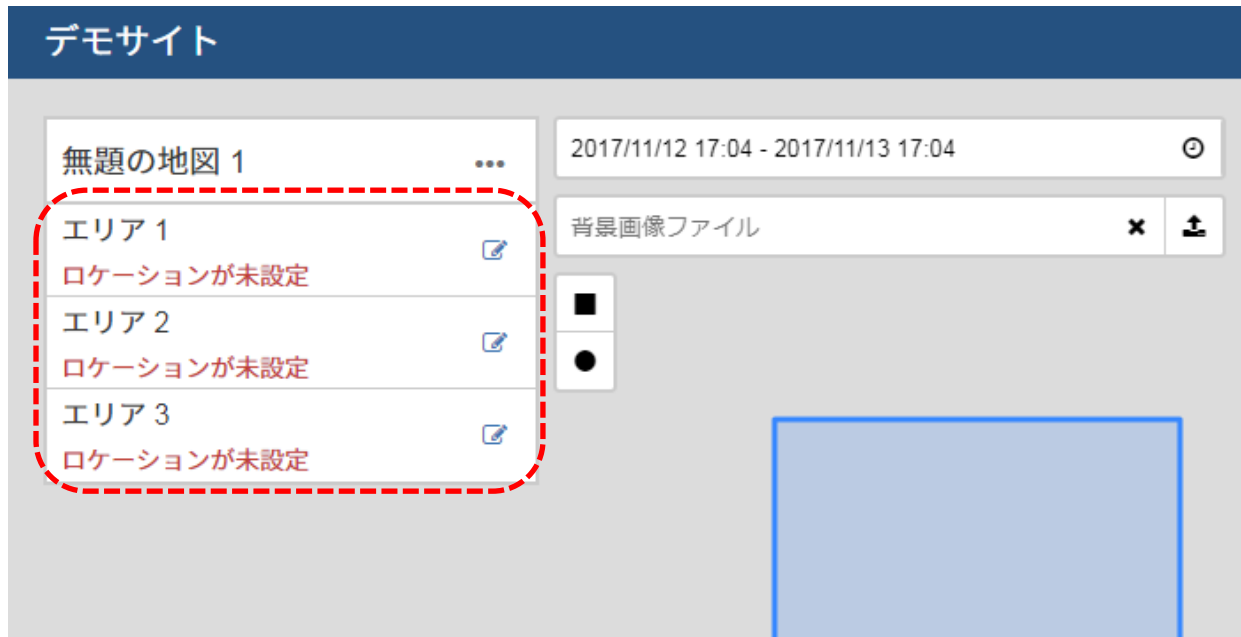 デモサイト
無題の地図 1
エリア 1
ロケーションが未設定
エリア 2
ロケーションが未設定
エリア 3
ロケーションが未設定
2017/11/12 17:04 - 2017/11/13 17:04
背景画像ファイル